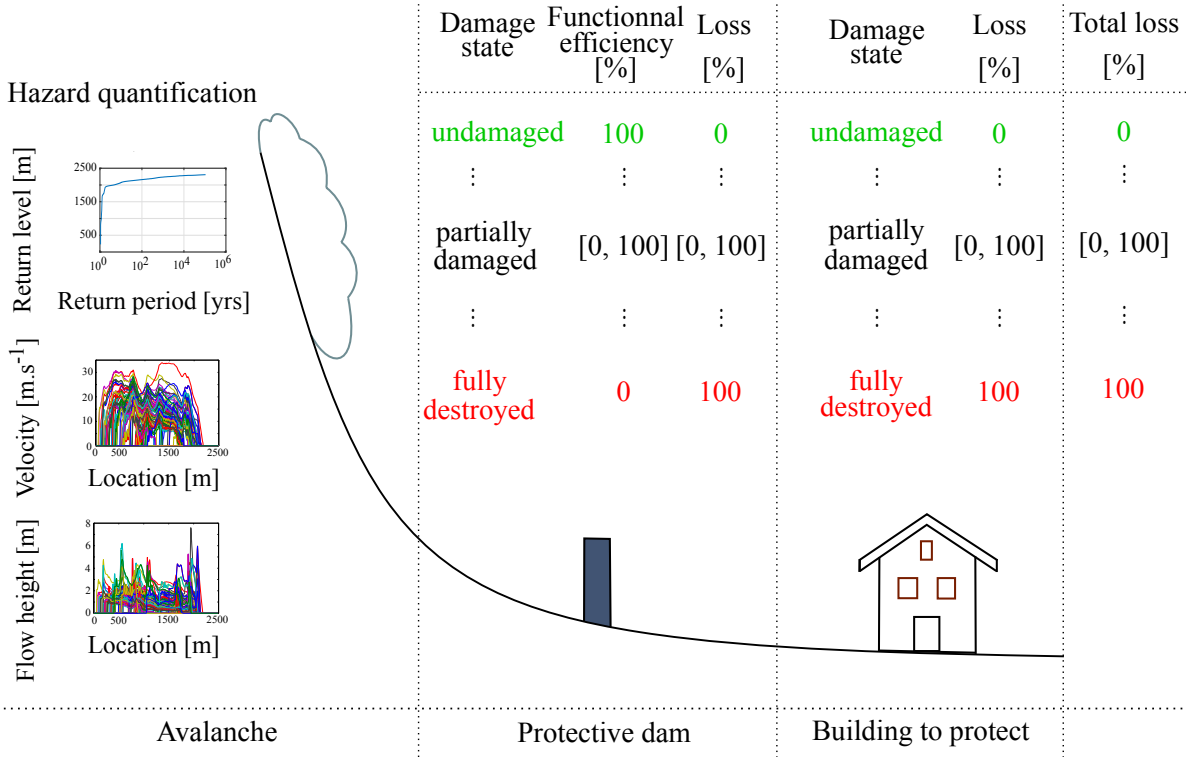 Damage Functionnal Loss Damage Loss Total loss
state efficiency state
[%] [%] [%] [%]
Hazard quantification
undamaged 100 0 undamaged 0 0
⋮ ⋮ ⋮ ⋮ ⋮ ⋮
partially [0, 100] [0, 100] partially [0, 100] [0, 100]
damaged damaged
⋮ ⋮ ⋮ ⋮ ⋮ ⋮
fully 0 100 fully 100 100
destroyed destroyed
Return level [m]
2500
1500
500
10^0 10^2 10^4 10^6
Return period [yrs]
Velocity [m.s^-1]
30
20
10
0
0 500 1500 2500
Location [m]
Flow height [m]
8
6
4
2
0
0 500 1500 2500
Location [m]
Avalanche Protective dam Building to protect